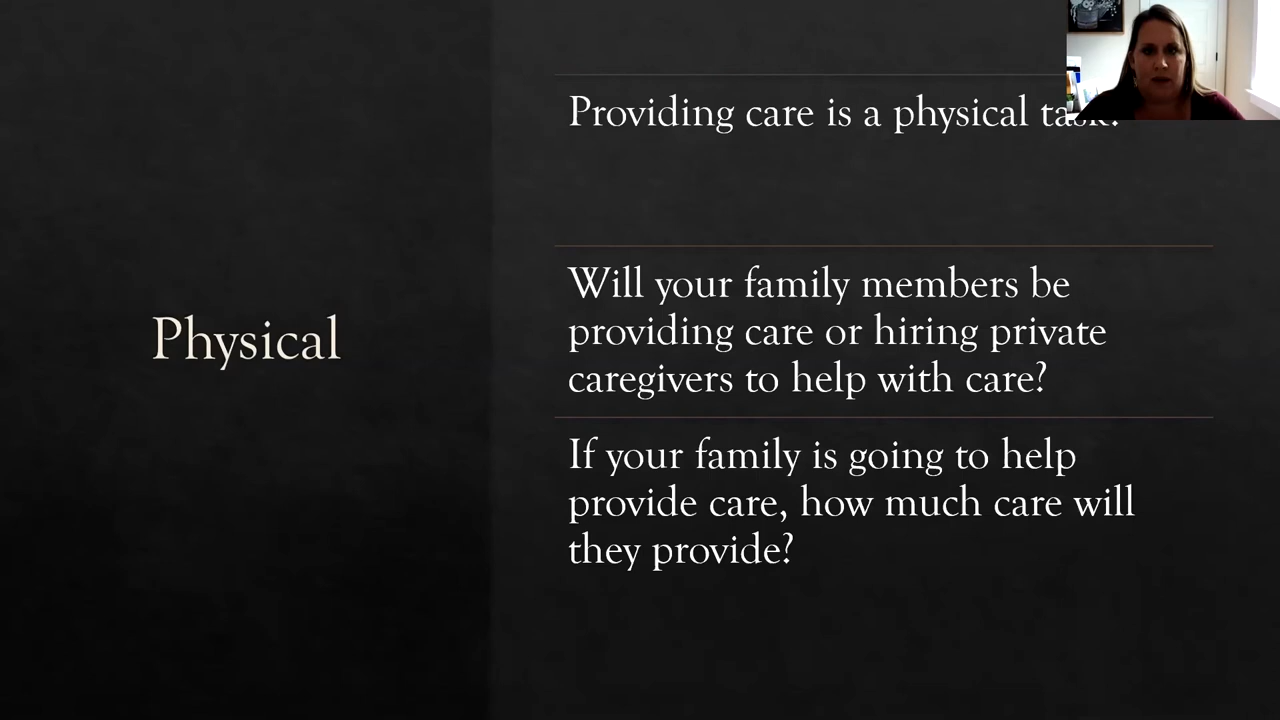 Physical
Providing care is a physical task.
Will your family members be
providing care or hiring private
caregivers to help with care?
If your family is going to help
provide care, how much care will
they provide?